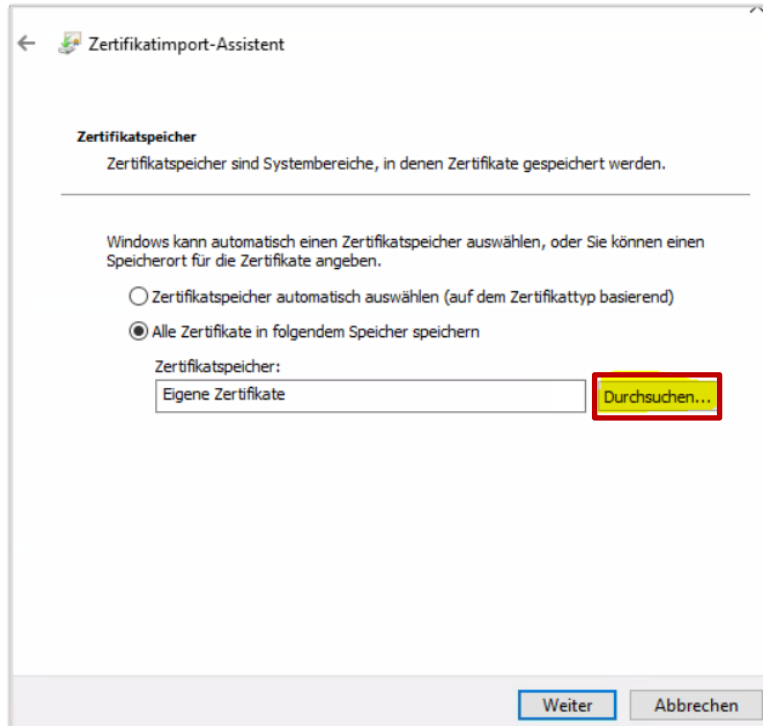 Zertifikatimport-Assistent
Zertifikatspeicher
Zertifikatspeicher sind Systembereiche, in denen Zertifikate gespeichert werden.
Windows kann automatisch einen Zertifikatspeicher auswählen, oder Sie können einen
Speicherort für die Zertifikate angeben.
Zertifikatspeicher automatisch auswählen (auf dem Zertifikattyp basierend)
Alle Zertifikate in folgendem Speicher speichern
Zertifikatspeicher:
Eigene Zertifikate
Durchsuchen...
Weiter
Abbrechen